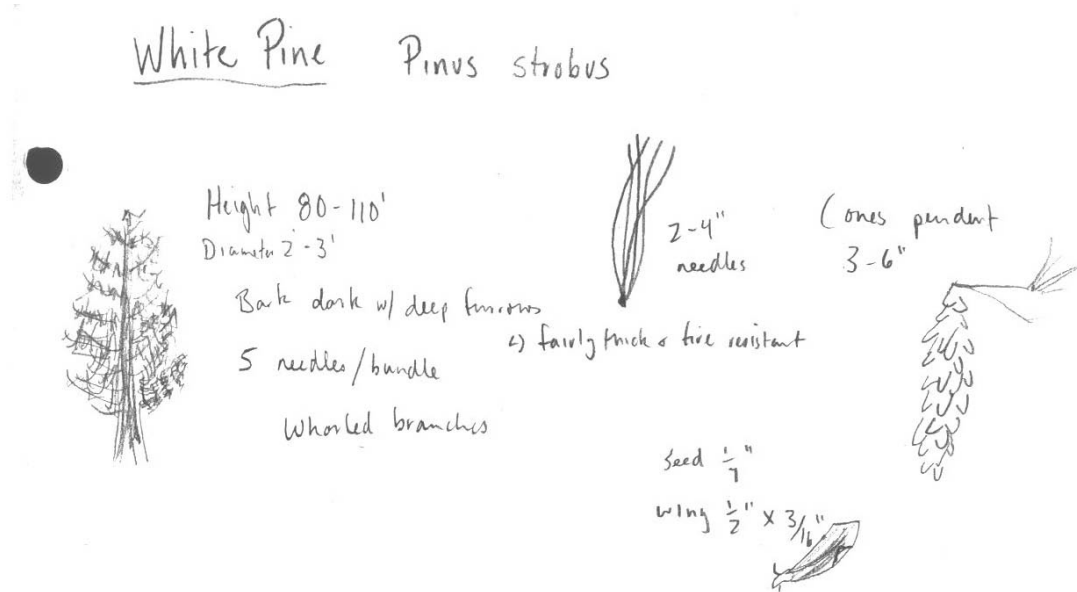 White Pine Pinus strobus
Height 80-110'
Diameter 2'-3'
Bark dark w/ deep furrows
↳ fairly thick & fire resistant
5 needles/bundle
Whorled branches
2-4"
needles
Cones pendent
3-6"
Seed 1/7"
wing 1/2" x 3/16"